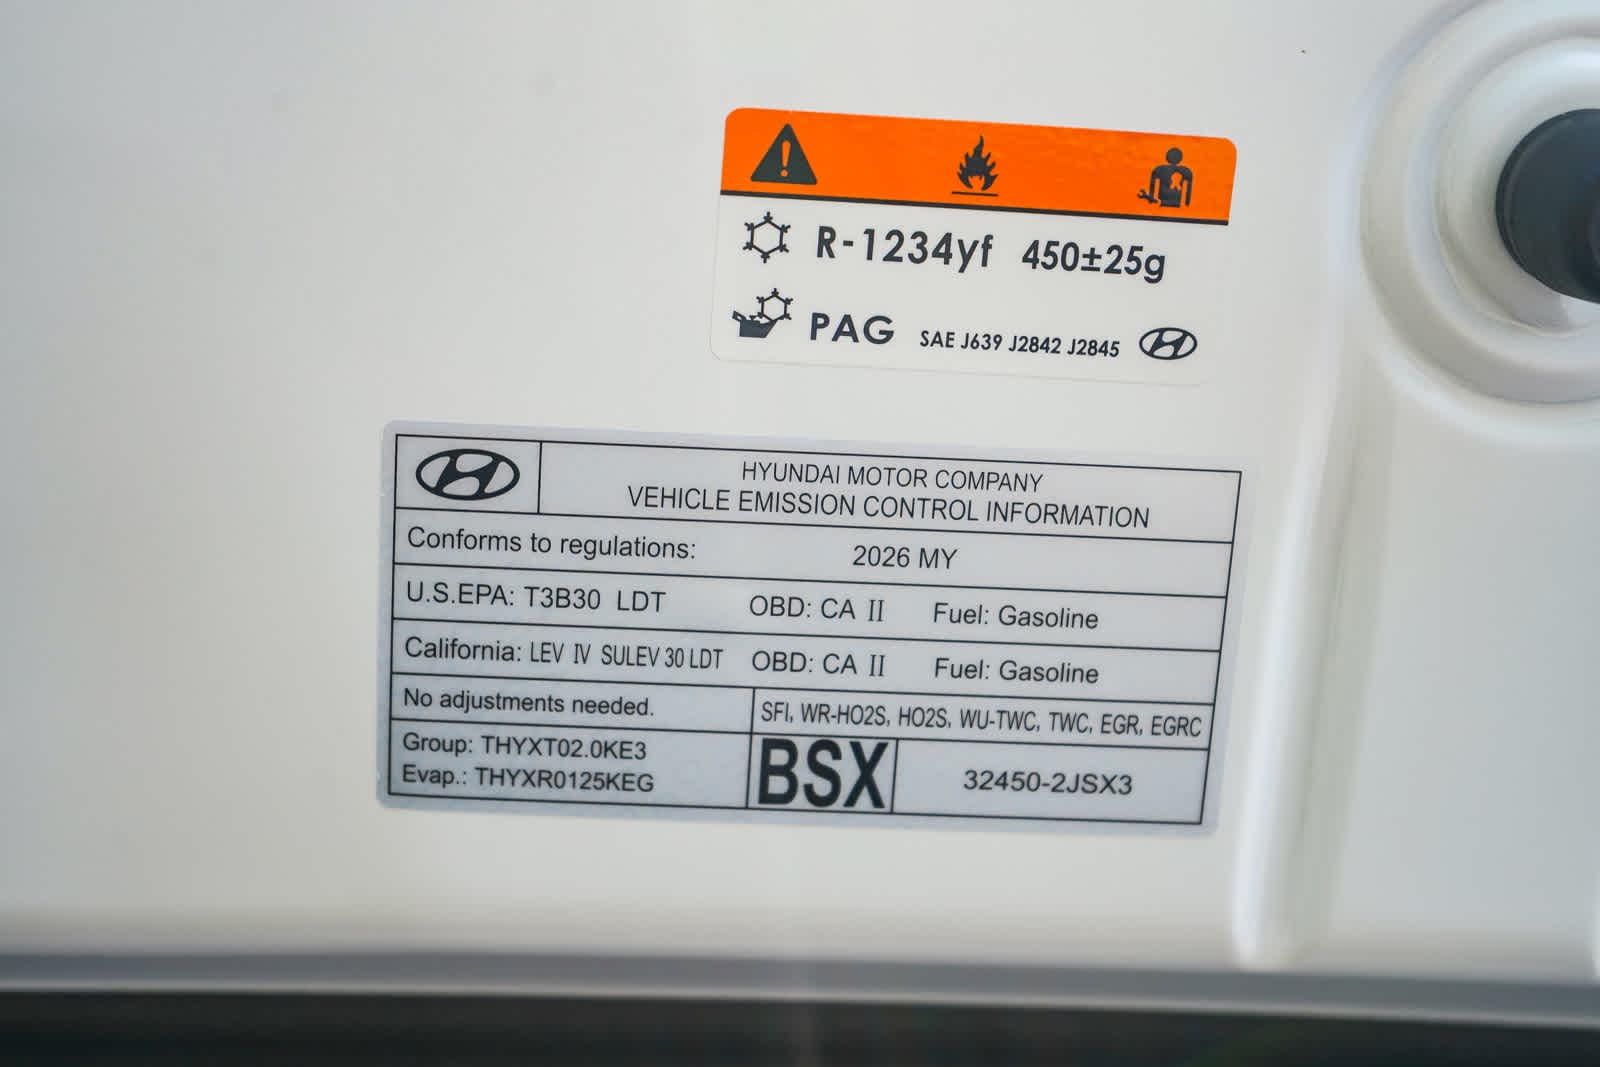 R-1234yf 450±25g
PAG SAE J639 J2842 J2845
HYUNDAI MOTOR COMPANY
VEHICLE EMISSION CONTROL INFORMATION
Conforms to regulations: 2026 MY
U.S.EPA: T3B30 LDT OBD: CA II Fuel: Gasoline
California: LEV IV SULEV 30 LDT OBD: CA II Fuel: Gasoline
No adjustments needed. SFI, WR-HO2S, HO2S, WU-TWC, TWC, EGR, EGRC
Group: THYXT02.0KE3
Evap.: THYXR0125KEG
BSX 32450-2JSX3